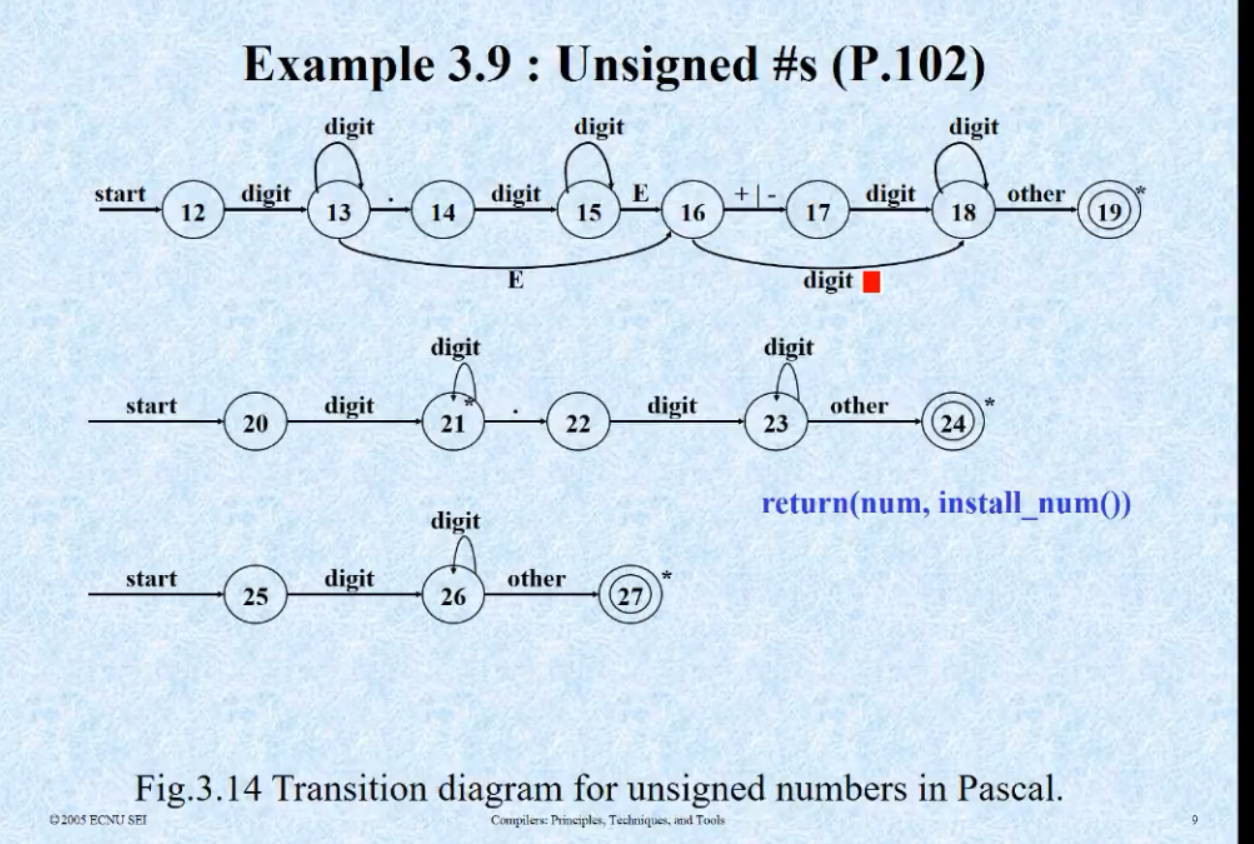 Example 3.9 : Unsigned #s (P.102)
digit digit digit
start 12 digit 13 . 14 digit 15 E 16 + | - 17 digit 18 other 19 *
E digit
digit digit
start 20 digit 21 * . 22 digit 23 other 24 *
return(num, install_num())
digit
start 25 digit 26 other 27 *
Fig.3.14 Transition diagram for unsigned numbers in Pascal.
©2005 ECNU SEI Compilers: Principles, Techniques, and Tools 9